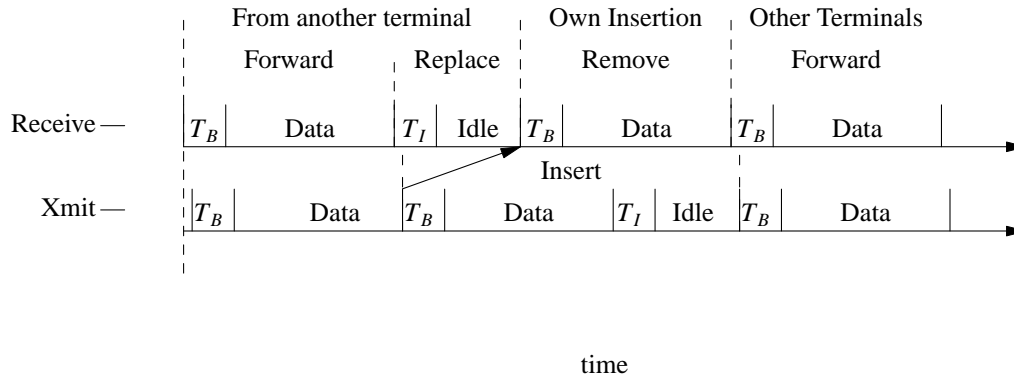 From another terminal Own Insertion Other Terminals
Forward Replace Remove Forward
Receive T_B Data T_I Idle T_B Data T_B Data
Insert
Xmit T_B Data T_B Data T_I Idle T_B Data
time